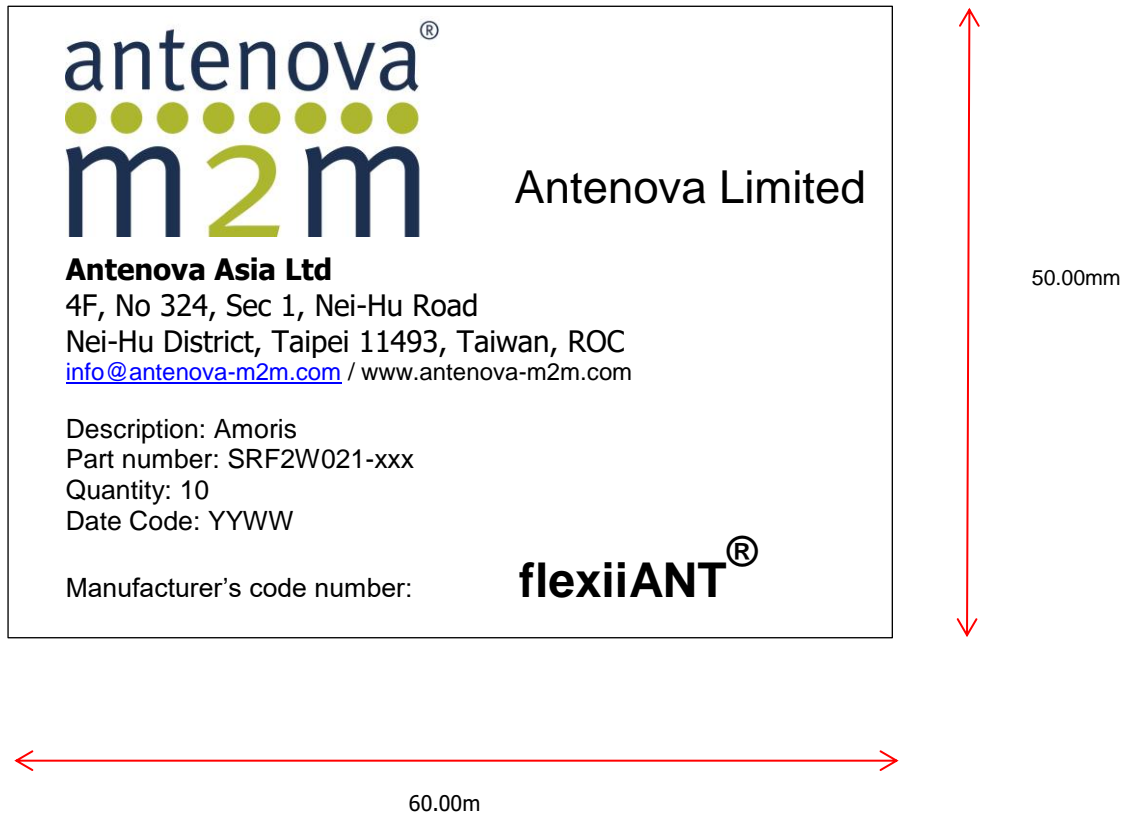 antenova®
m2m
Antenova Limited
Antenova Asia Ltd
4F, No 324, Sec 1, Nei-Hu Road
Nei-Hu District, Taipei 11493, Taiwan, ROC
info@antenova-m2m.com / www.antenova-m2m.com
Description: Amoris
Part number: SRF2W021-xxx
Quantity: 10
Date Code: YYWW
Manufacturer’s code number:
flexiiANT®
50.00mm
60.00m